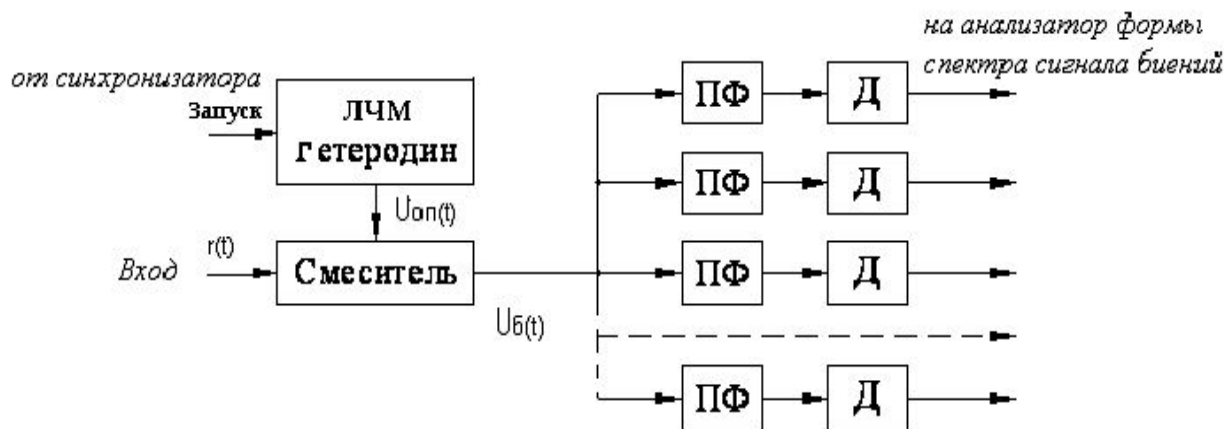 на анализатор формы
спектра сигнала биений
от синхронизатора
Запуск
ЛЧМ
гетеродин
Uоп(t)
r(t)
Вход
Смеситель
Uб(t)
ПФ
Д
ПФ
Д
ПФ
Д
ПФ
Д